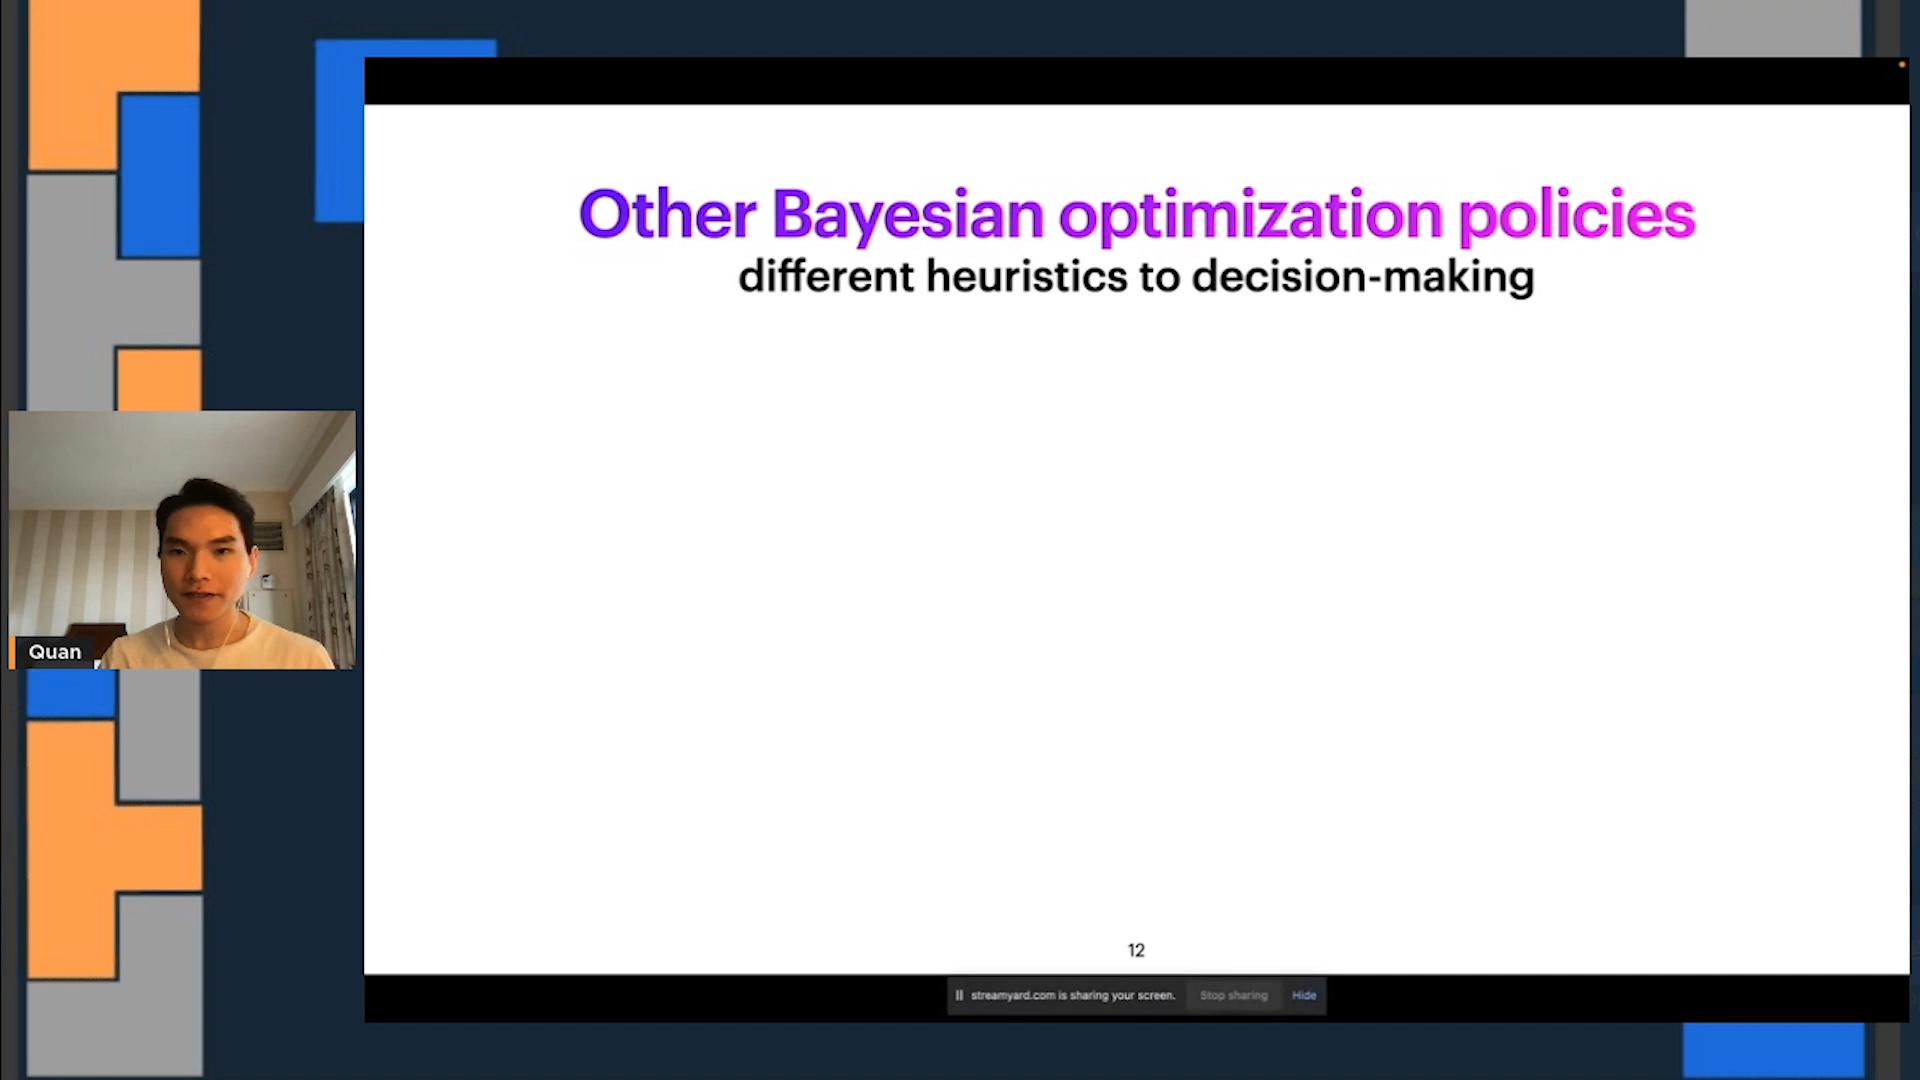 Other Bayesian optimization policies
different heuristics to decision-making
Quan
12
streamyard.com is sharing your screen. Stop sharing Hide